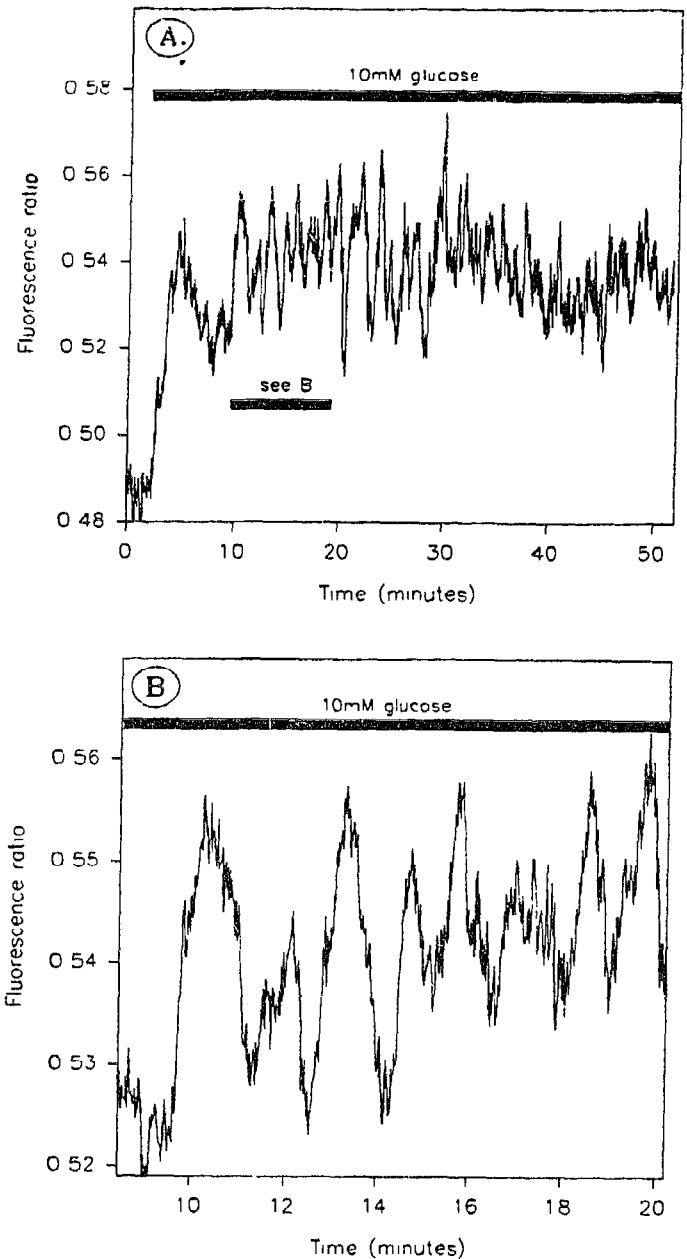 A.
10mM glucose
0 58
0 56
0 54
0 52
0 50
0 48
Fluorescence ratio
see B
0 10 20 30 40 50
Time (minutes)
B
10mM glucose
0 56
0 55
0 54
0 53
0 52
Fluorescence ratio
10 12 14 16 18 20
Time (minutes)